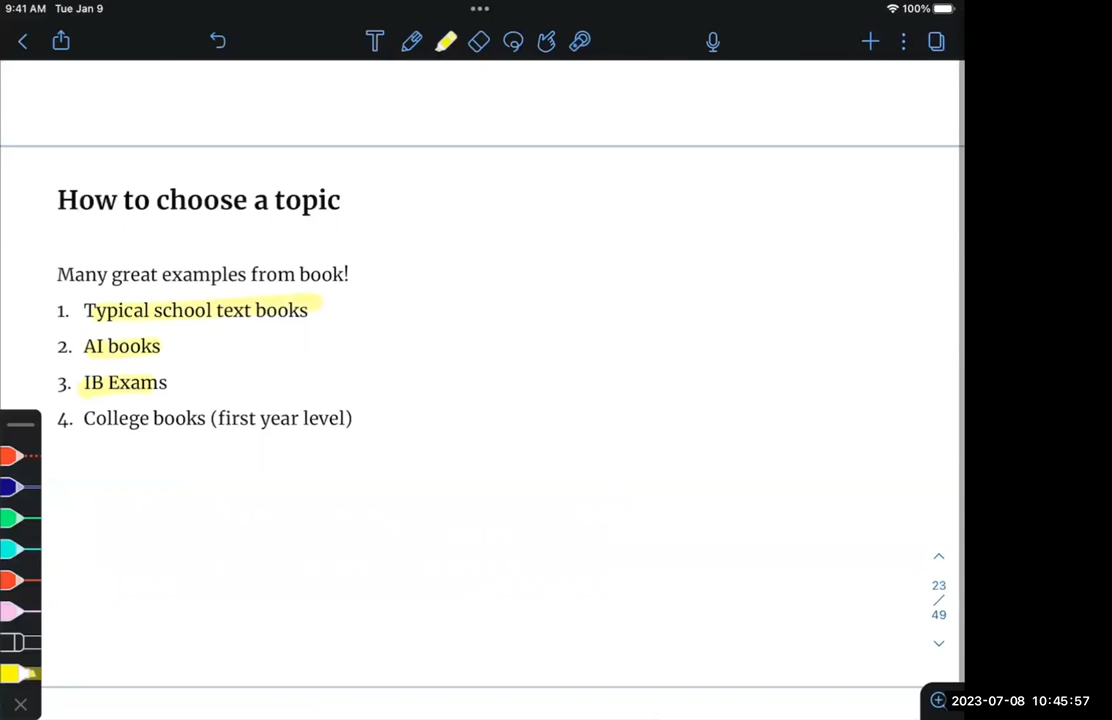 9:41 AM Tue Jan 9
100%
How to choose a topic
Many great examples from book!
1. Typical school text books
2. AI books
3. IB Exams
4. College books (first year level)
23
/
49
2023-07-08 10:45:57